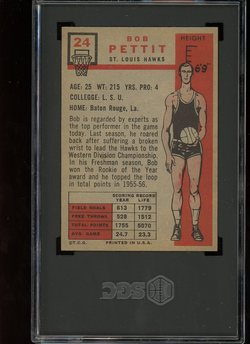 24
BOB
PETTIT
ST. LOUIS HAWKS
HEIGHT
6'9"
AGE: 25 WT: 215 YRS. PRO: 4
COLLEGE: L. S. U.
HOME: Baton Rouge, La.
Bob is regarded by experts as
the top performer in the game
today. Last season, he roared
back after suffering a broken
wrist to lead the Hawks to the
Western Division Championship.
In his Freshman season, Bob
won the Rookie of the Year
award and he topped the loop
in total points in 1955-56.
SCORING RECORD
YEAR LIFE
FIELD GOALS 613 1779
FREE THROWS 529 1512
TOTAL POINTS 1755 5070
AVG. GAME 24.7 23.3
©T.C.G. PRINTED IN U.S.A.
SGC